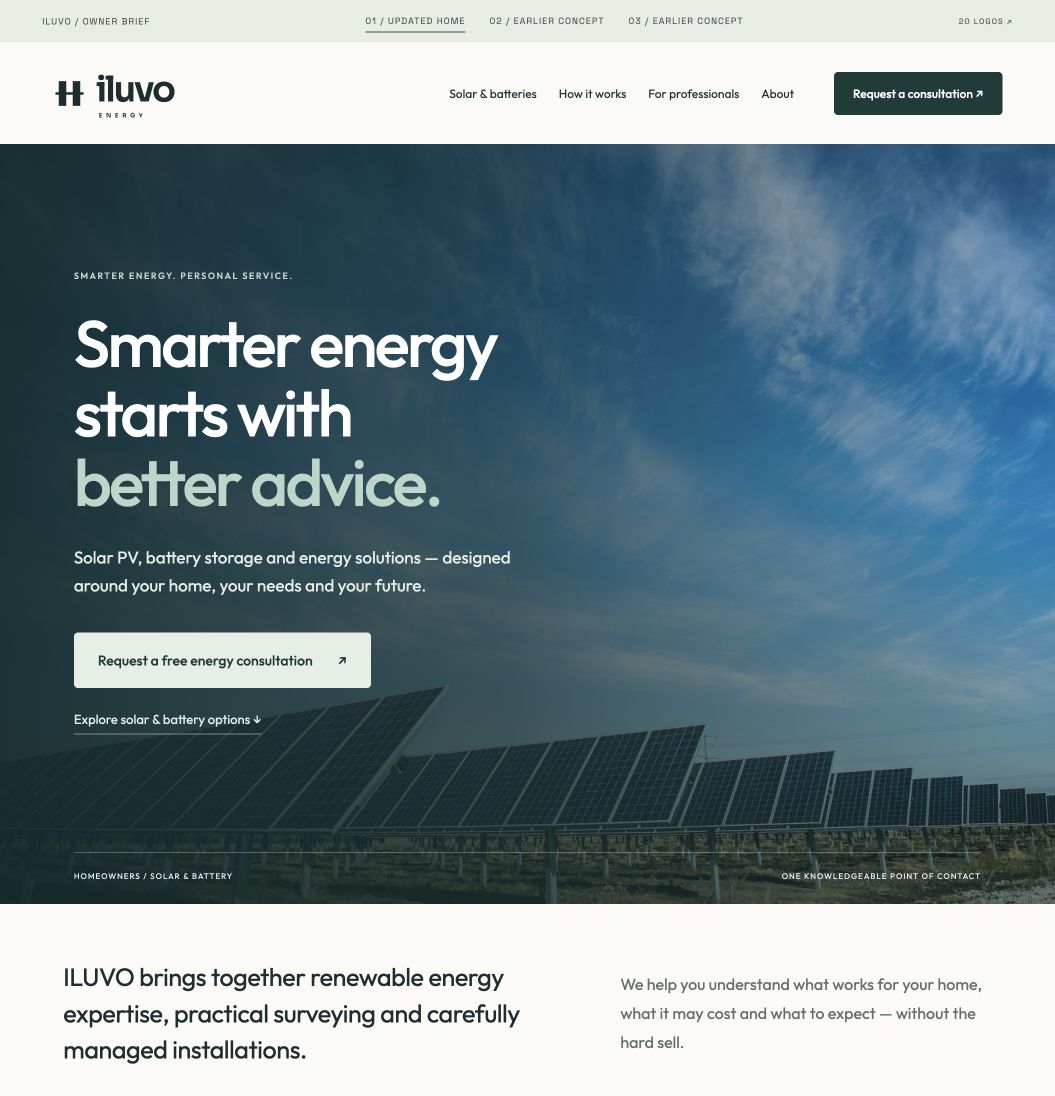 ILUVO / OWNER BRIEF
01 / UPDATED HOME
02 / EARLIER CONCEPT
03 / EARLIER CONCEPT
20 LOGOS ↗
iluvo
ENERGY
Solar & batteries
How it works
For professionals
About
Request a consultation ↗
SMARTER ENERGY. PERSONAL SERVICE.
Smarter energy
starts with
better advice.
Solar PV, battery storage and energy solutions — designed
around your home, your needs and your future.
Request a free energy consultation ↗
Explore solar & battery options ↓
HOMEOWNERS / SOLAR & BATTERY
ONE KNOWLEDGEABLE POINT OF CONTACT
ILUVO brings together renewable energy
expertise, practical surveying and carefully
managed installations.
We help you understand what works for your home,
what it may cost and what to expect — without the
hard sell.